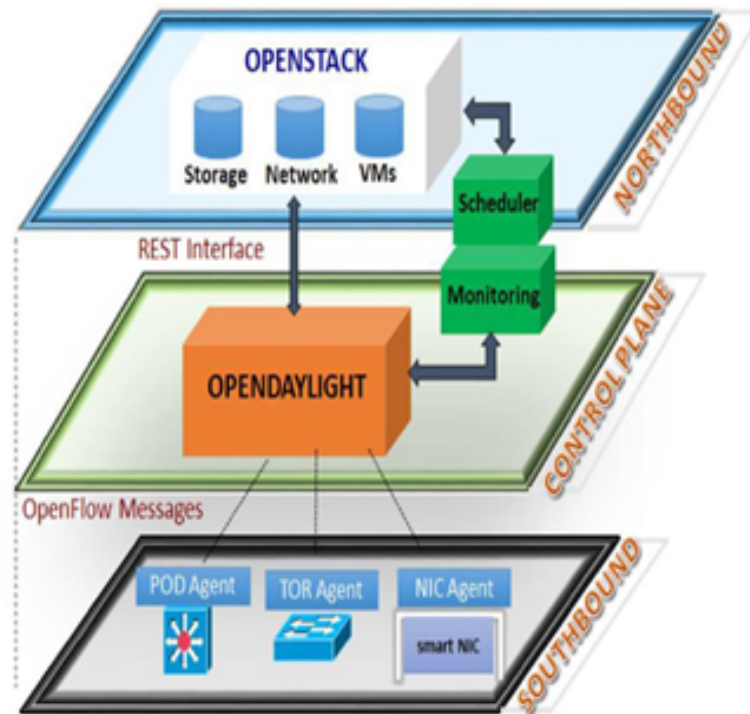 OPENSTACK
Storage Network VMs
Scheduler
NORTHBOUND
REST Interface
Monitoring
OPENDAYLIGHT
CONTROL PLANE
OpenFlow Messages
POD Agent TOR Agent NIC Agent
smart NIC
SOUTHBOUND